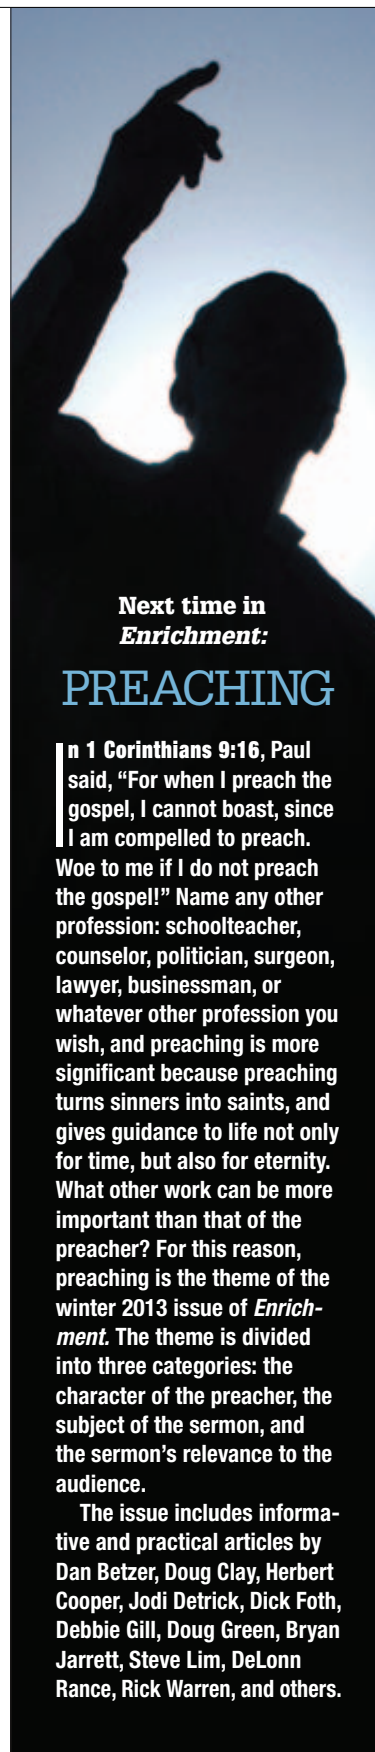 Next time in
Enrichment:
PREACHING
In 1 Corinthians 9:16, Paul
said, “For when I preach the
gospel, I cannot boast, since
I am compelled to preach.
Woe to me if I do not preach
the gospel!” Name any other
profession: schoolteacher,
counselor, politician, surgeon,
lawyer, businessman, or
whatever other profession you
wish, and preaching is more
significant because preaching
turns sinners into saints, and
gives guidance to life not only
for time, but also for eternity.
What other work can be more
important than that of the
preacher? For this reason,
preaching is the theme of the
winter 2013 issue of Enrich-
ment. The theme is divided
into three categories: the
character of the preacher, the
subject of the sermon, and
the sermon’s relevance to the
audience.
The issue includes informa-
tive and practical articles by
Dan Betzer, Doug Clay, Herbert
Cooper, Jodi Detrick, Dick Foth,
Debbie Gill, Doug Green, Bryan
Jarrett, Steve Lim, DeLonn
Rance, Rick Warren, and others.